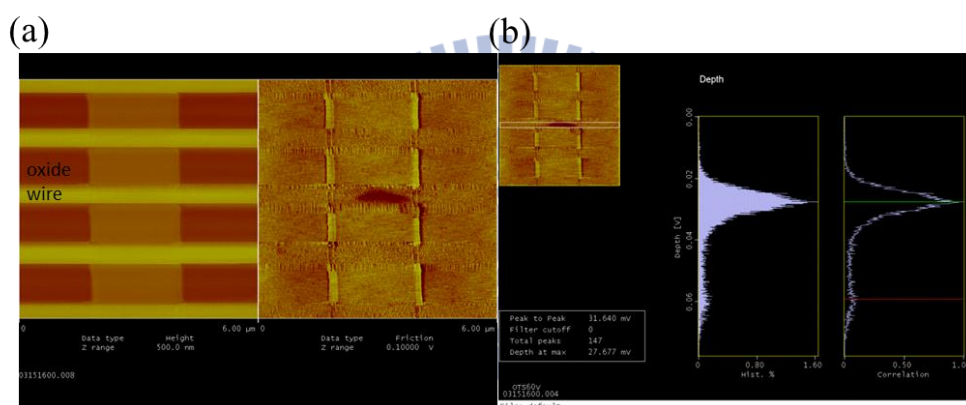 (a)
(b)
oxide
wire
0 6.00 µm
0 6.00 µm
Data type Height
Z range 500.0 nm
Data type Friction
Z range 0.10000 V
03151600.008
Depth
0.00
0.02
0.04
0.06
Depth [V]
0 0.80 1.60
Hist. %
0 0.50 1.0
Correlation
Peak to Peak 31.640 mV
Filter cutoff 0
Total peaks 147
Depth at max 27.677 mV
OTS60v
03151600.004